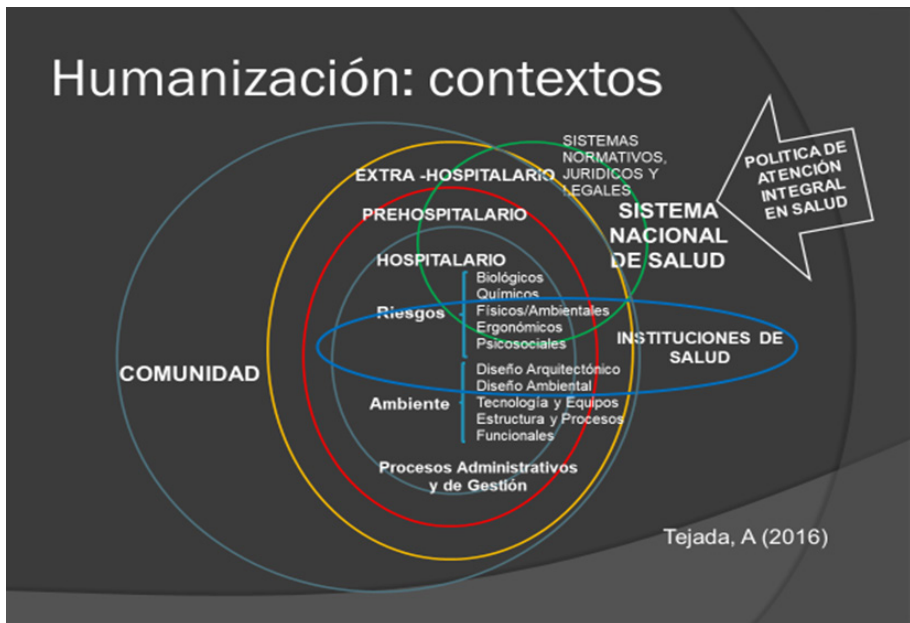 Humanización: contextos
SISTEMAS
NORMATIVOS,
JURIDICOS Y
LEGALES
POLITICA DE
ATENCIÓN
INTEGRAL
EN SALUD
EXTRA -HOSPITALARIO
PREHOSPITALARIO
SISTEMA
NACIONAL
DE SALUD
HOSPITALARIO
Riesgos
Biológicos
Químicos
Físicos/Ambientales
Ergonómicos
Psicosociales
INSTITUCIONES DE
SALUD
COMUNIDAD
Ambiente
Diseño Arquitectónico
Diseño Ambiental
Tecnología y Equipos
Estructura y Procesos
Funcionales
Procesos Administrativos
y de Gestión
Tejada, A (2016)